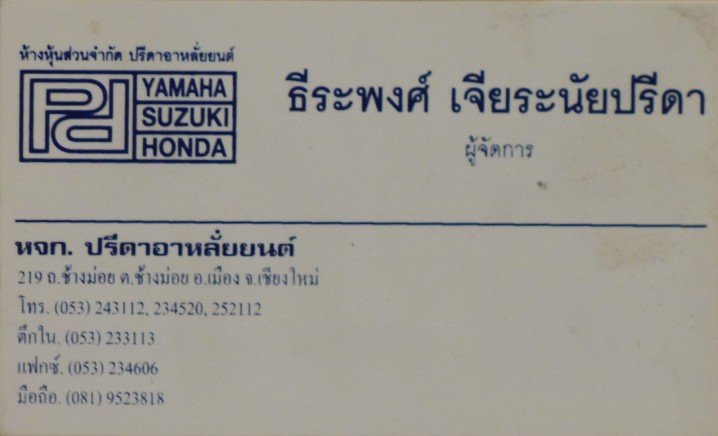 ห้างหุ้นส่วนจำกัด ปรีดาอาหลั่ยยนต์
PD
YAMAHA
SUZUKI
HONDA
ธีระพงศ์ เจียระนัยปรีดา
ผู้จัดการ
หจก. ปรีดาอาหลั่ยยนต์
219 ถ.ช้างม่อย ต.ช้างม่อย อ.เมือง จ.เชียงใหม่
โทร. (053) 243112, 234520, 252112
ตึกใน. (053) 233113
แฟกซ์. (053) 234606
มือถือ. (081) 9523818